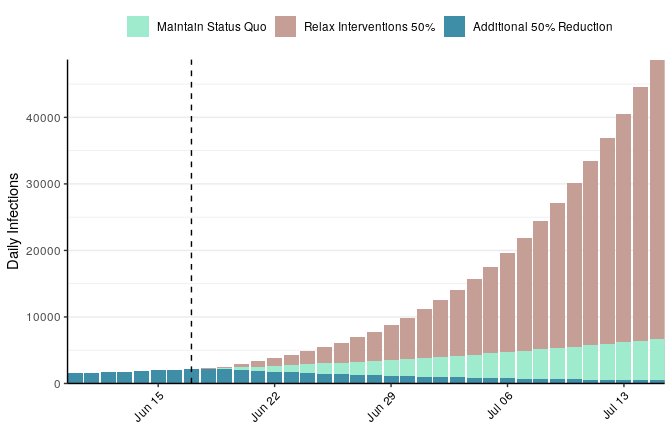 Maintain Status Quo Relax Interventions 50% Additional 50% Reduction
Daily Infections
40000
30000
20000
10000
0
Jun 15 Jun 22 Jun 29 Jul 06 Jul 13